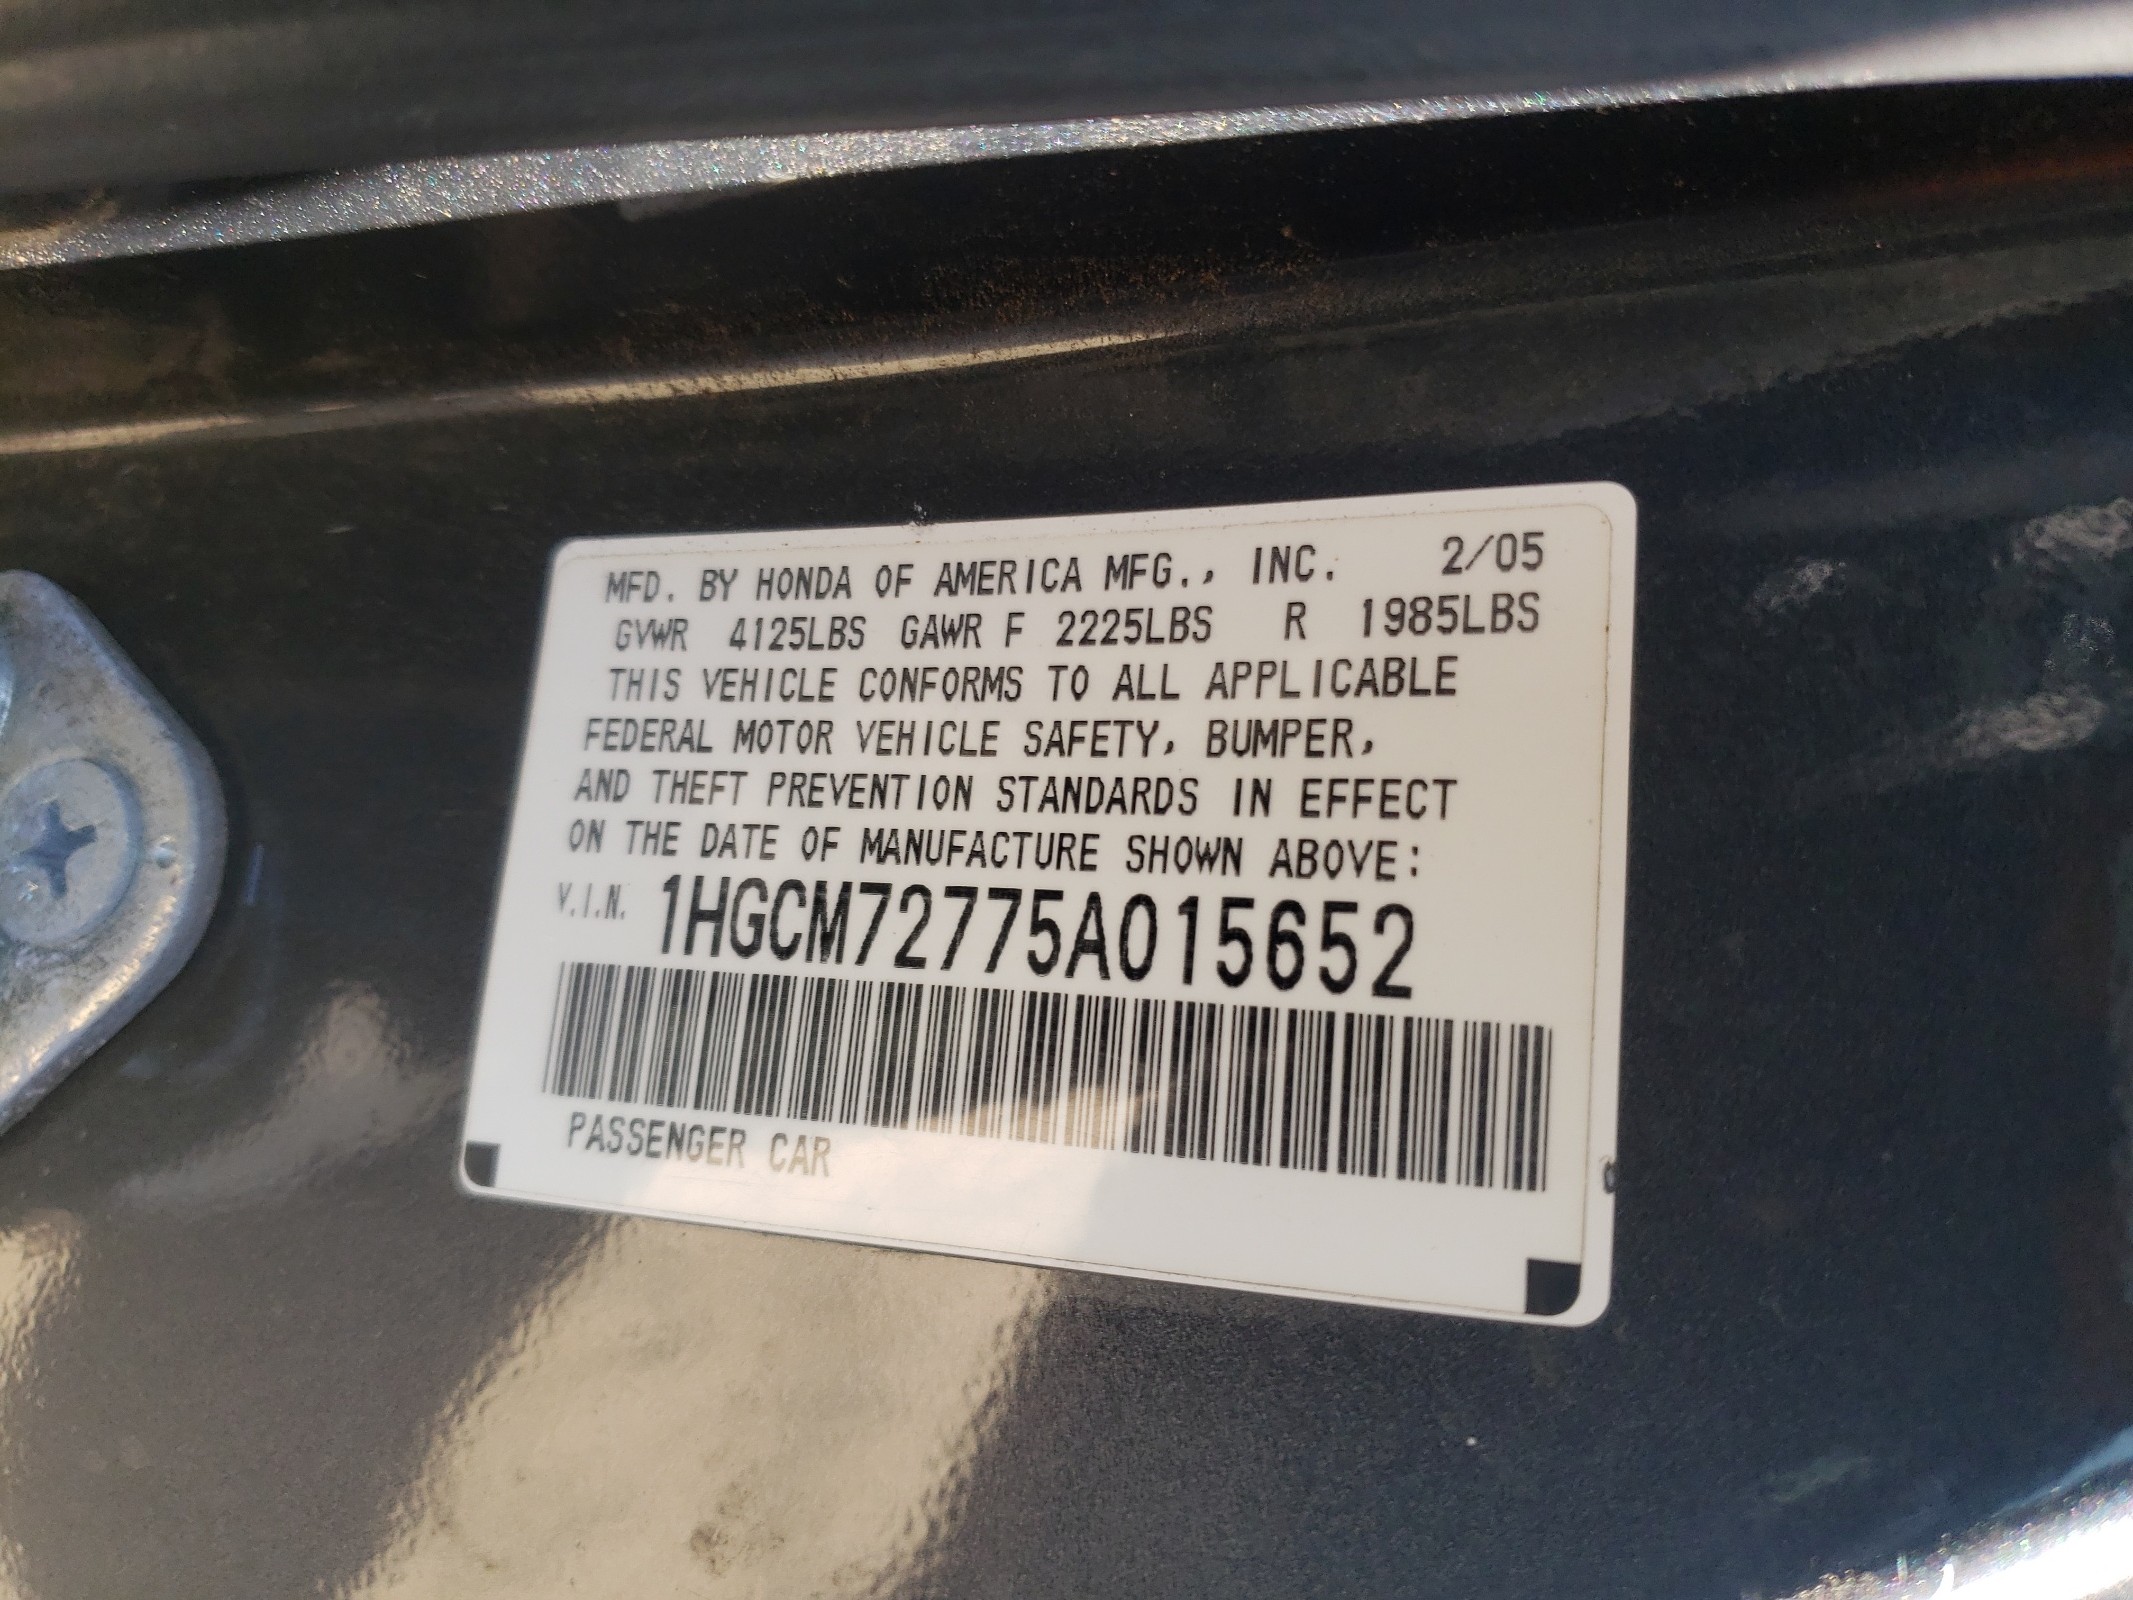 MFD. BY HONDA OF AMERICA MFG., INC. 2/05
GVWR 4125LBS GAWR F 2225LBS R 1985LBS
THIS VEHICLE CONFORMS TO ALL APPLICABLE
FEDERAL MOTOR VEHICLE SAFETY, BUMPER,
AND THEFT PREVENTION STANDARDS IN EFFECT
ON THE DATE OF MANUFACTURE SHOWN ABOVE:
V.I.N. 1HGCM72775A015652
PASSENGER CAR